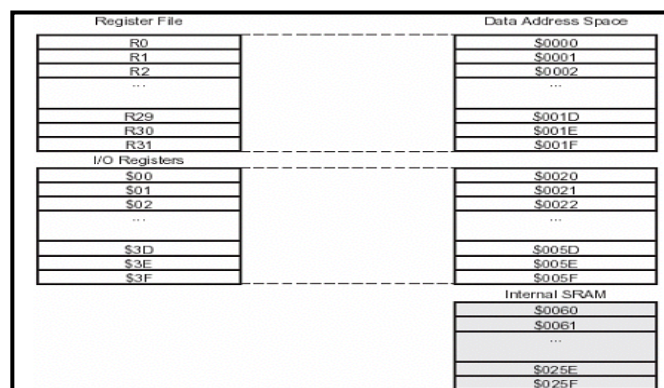 Register File Data Address Space
R0 $0000
R1 $0001
R2 $0002
... ...
R29 $001D
R30 $001E
R31 $001F
I/O Registers
$00 $0020
$01 $0021
$02 $0022
... ...
$3D $005D
$3E $005E
$3F $005F
Internal SRAM
$0060
$0061
...
$025E
$025F